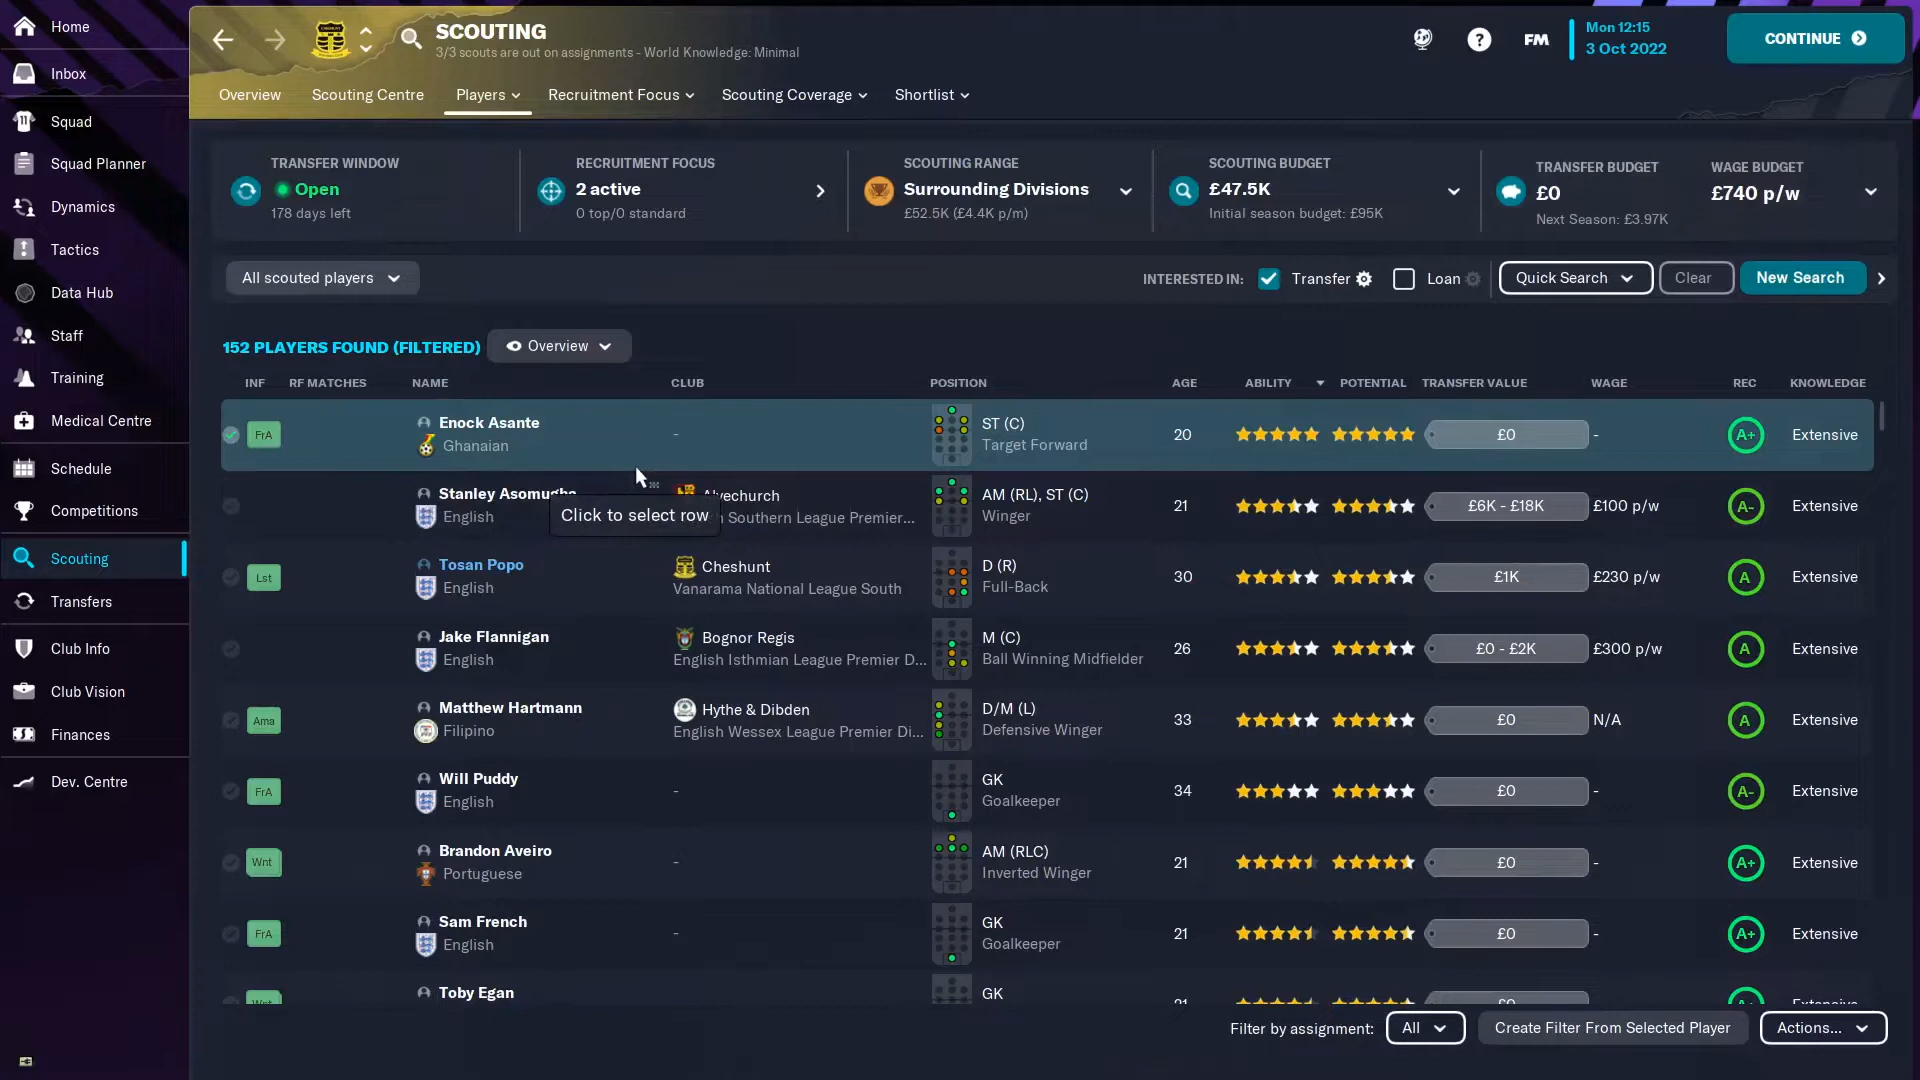 Home
Inbox
Squad
Squad Planner
Dynamics
Tactics
Data Hub
Staff
Training
Medical Centre
Schedule
Competitions
Scouting
Transfers
Club Info
Club Vision
Finances
Dev. Centre
SCOUTING
3/3 scouts are out on assignments - World Knowledge: Minimal
FM
Mon 12:15
3 Oct 2022
CONTINUE
Overview Scouting Centre Players Recruitment Focus Scouting Coverage Shortlist
TRANSFER WINDOW
Open
178 days left
RECRUITMENT FOCUS
2 active
0 top/0 standard
SCOUTING RANGE
Surrounding Divisions
£52.5K (£4.4K p/m)
SCOUTING BUDGET
£47.5K
Initial season budget: £95K
TRANSFER BUDGET
£0
Next Season: £3.97K
WAGE BUDGET
£740 p/w
All scouted players
INTERESTED IN: Transfer Loan Quick Search Clear New Search
152 PLAYERS FOUND (FILTERED) Overview
INF RF MATCHES NAME CLUB POSITION AGE ABILITY POTENTIAL TRANSFER VALUE WAGE REC KNOWLEDGE
FrA Enock Asante - ST (C) 20 £0 - A+ Extensive
Ghanaian Target Forward
Stanley Asomugha Alvechurch AM (RL), ST (C) 21 £6K - £18K £100 p/w A- Extensive
English Southern League Premier... Winger
Click to select row
Lst Tosan Popo Cheshunt D (R) 30 £1K £230 p/w A Extensive
English Vanarama National League South Full-Back
Jake Flannigan Bognor Regis M (C) 26 £0 - £2K £300 p/w A Extensive
English English Isthmian League Premier D... Ball Winning Midfielder
Ama Matthew Hartmann Hythe & Dibden D/M (L) 33 £0 N/A A Extensive
Filipino English Wessex League Premier Di... Defensive Winger
FrA Will Puddy - GK 34 £0 - A- Extensive
English Goalkeeper
Wnt Brandon Aveiro - AM (RLC) 21 £0 - A+ Extensive
Portuguese Inverted Winger
FrA Sam French - GK 21 £0 - A+ Extensive
English Goalkeeper
Wnt Toby Egan GK 21 £0 A+ Extensive
Filter by assignment: All Create Filter From Selected Player Actions...